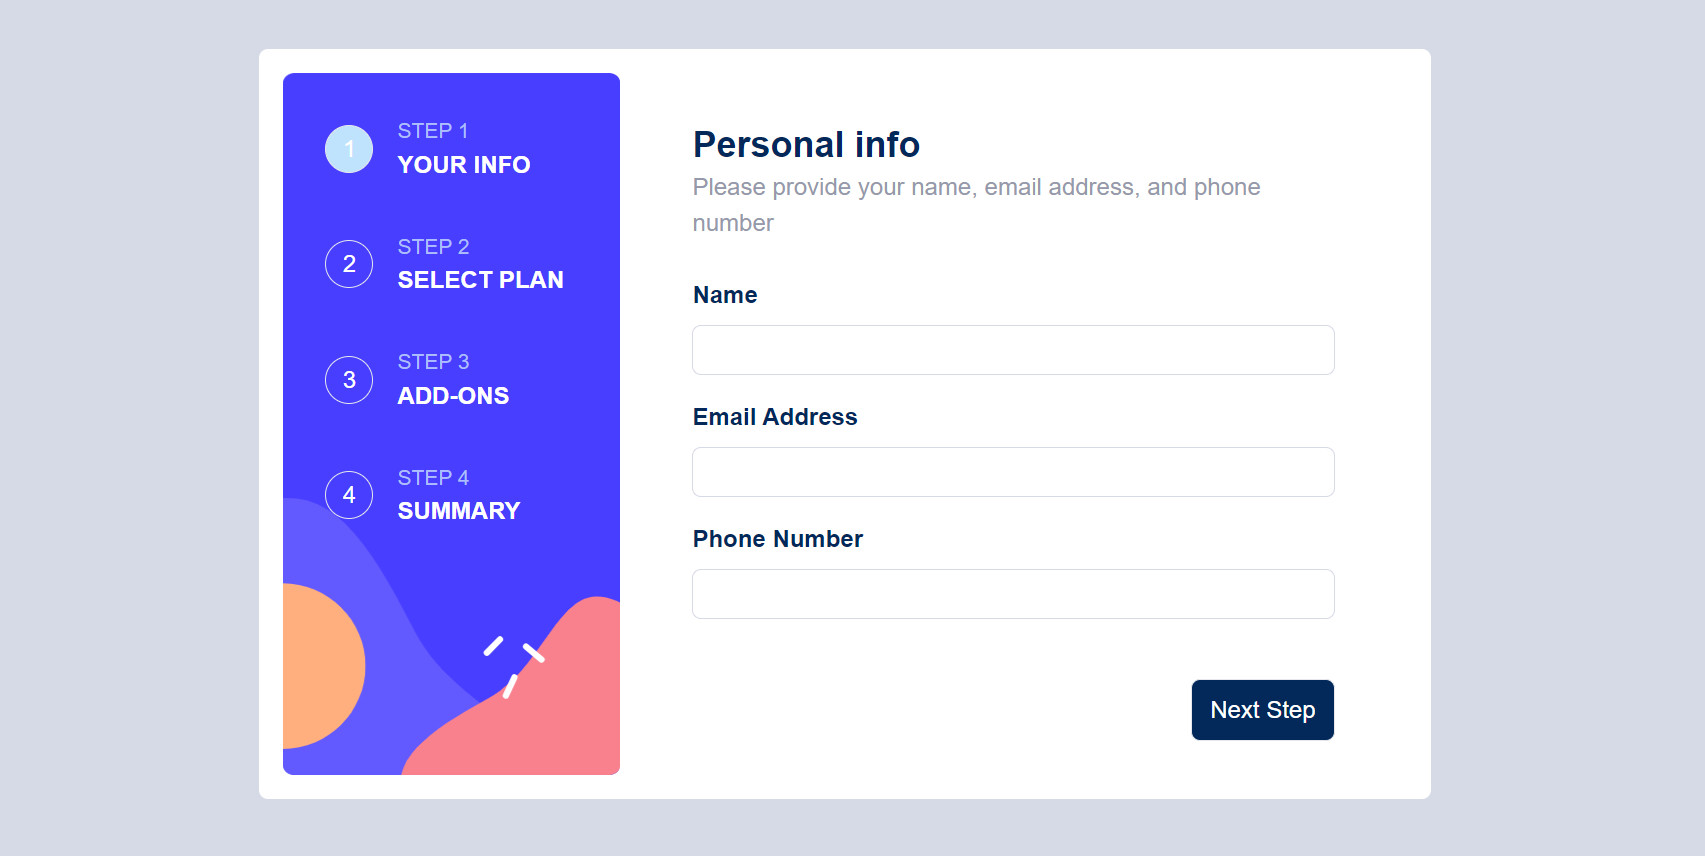 1
STEP 1
YOUR INFO
2
STEP 2
SELECT PLAN
3
STEP 3
ADD-ONS
4
STEP 4
SUMMARY
Personal info
Please provide your name, email address, and phone
number
Name
Email Address
Phone Number
Next Step